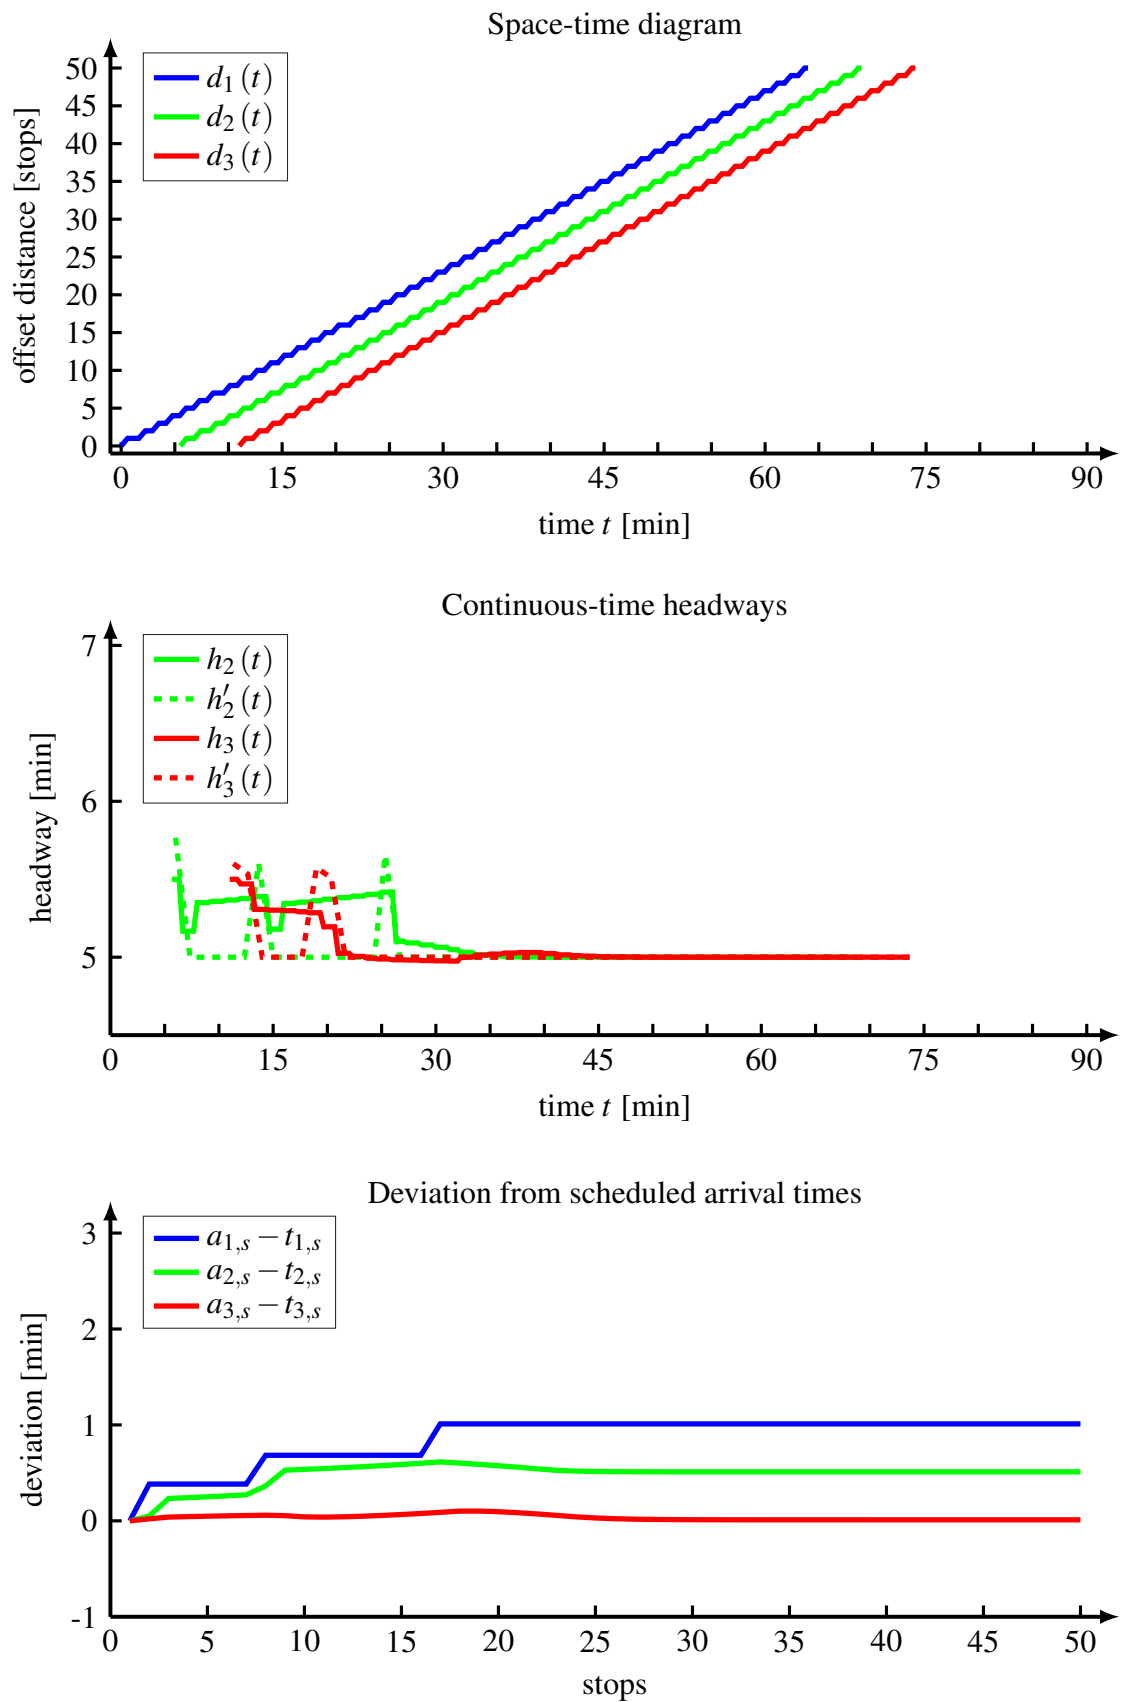 Space-time diagram
d₁(t)
d₂(t)
d₃(t)
offset distance [stops]
50
45
40
35
30
25
20
15
10
5
0
0 15 30 45 60 75 90
time t [min]
Continuous-time headways
h₂(t)
h′₂(t)
h₃(t)
h′₃(t)
headway [min]
7
6
5
0 15 30 45 60 75 90
time t [min]
Deviation from scheduled arrival times
a₁,ₛ − t₁,ₛ
a₂,ₛ − t₂,ₛ
a₃,ₛ − t₃,ₛ
deviation [min]
3
2
1
0
-1
0 5 10 15 20 25 30 35 40 45 50
stops